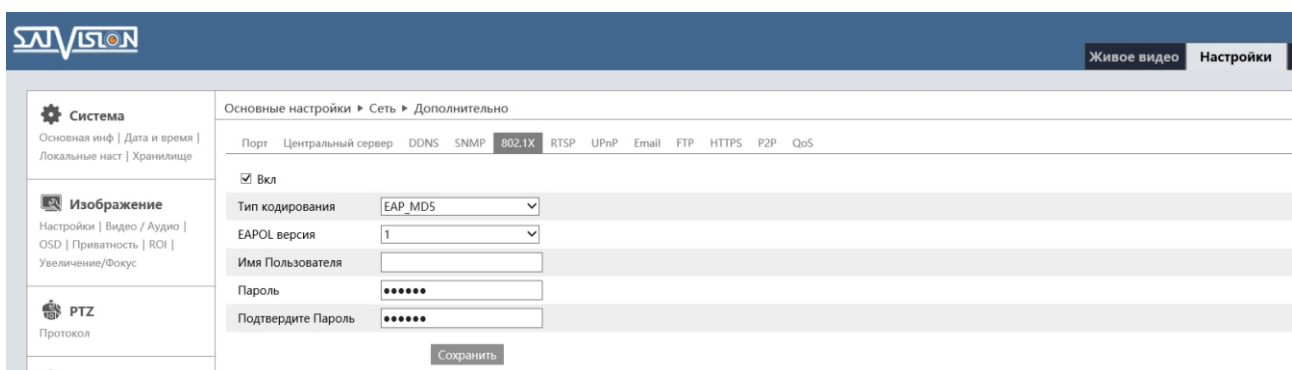 SATVISION
Живое видео
Настройки
Система
Основная инф | Дата и время |
Локальные наст | Хранилище
Изображение
Настройки | Видео / Аудио |
OSD | Приватность | ROI |
Увеличение/Фокус
PTZ
Протокол
Основные настройки ▶ Сеть ▶ Дополнительно
Порт Центральный сервер DDNS SNMP 802.1X RTSP UPnP Email FTP HTTPS P2P QoS
Вкл
Тип кодирования EAP_MD5
EAPOL версия 1
Имя Пользователя
Пароль ••••••
Подтвердите Пароль ••••••
Сохранить